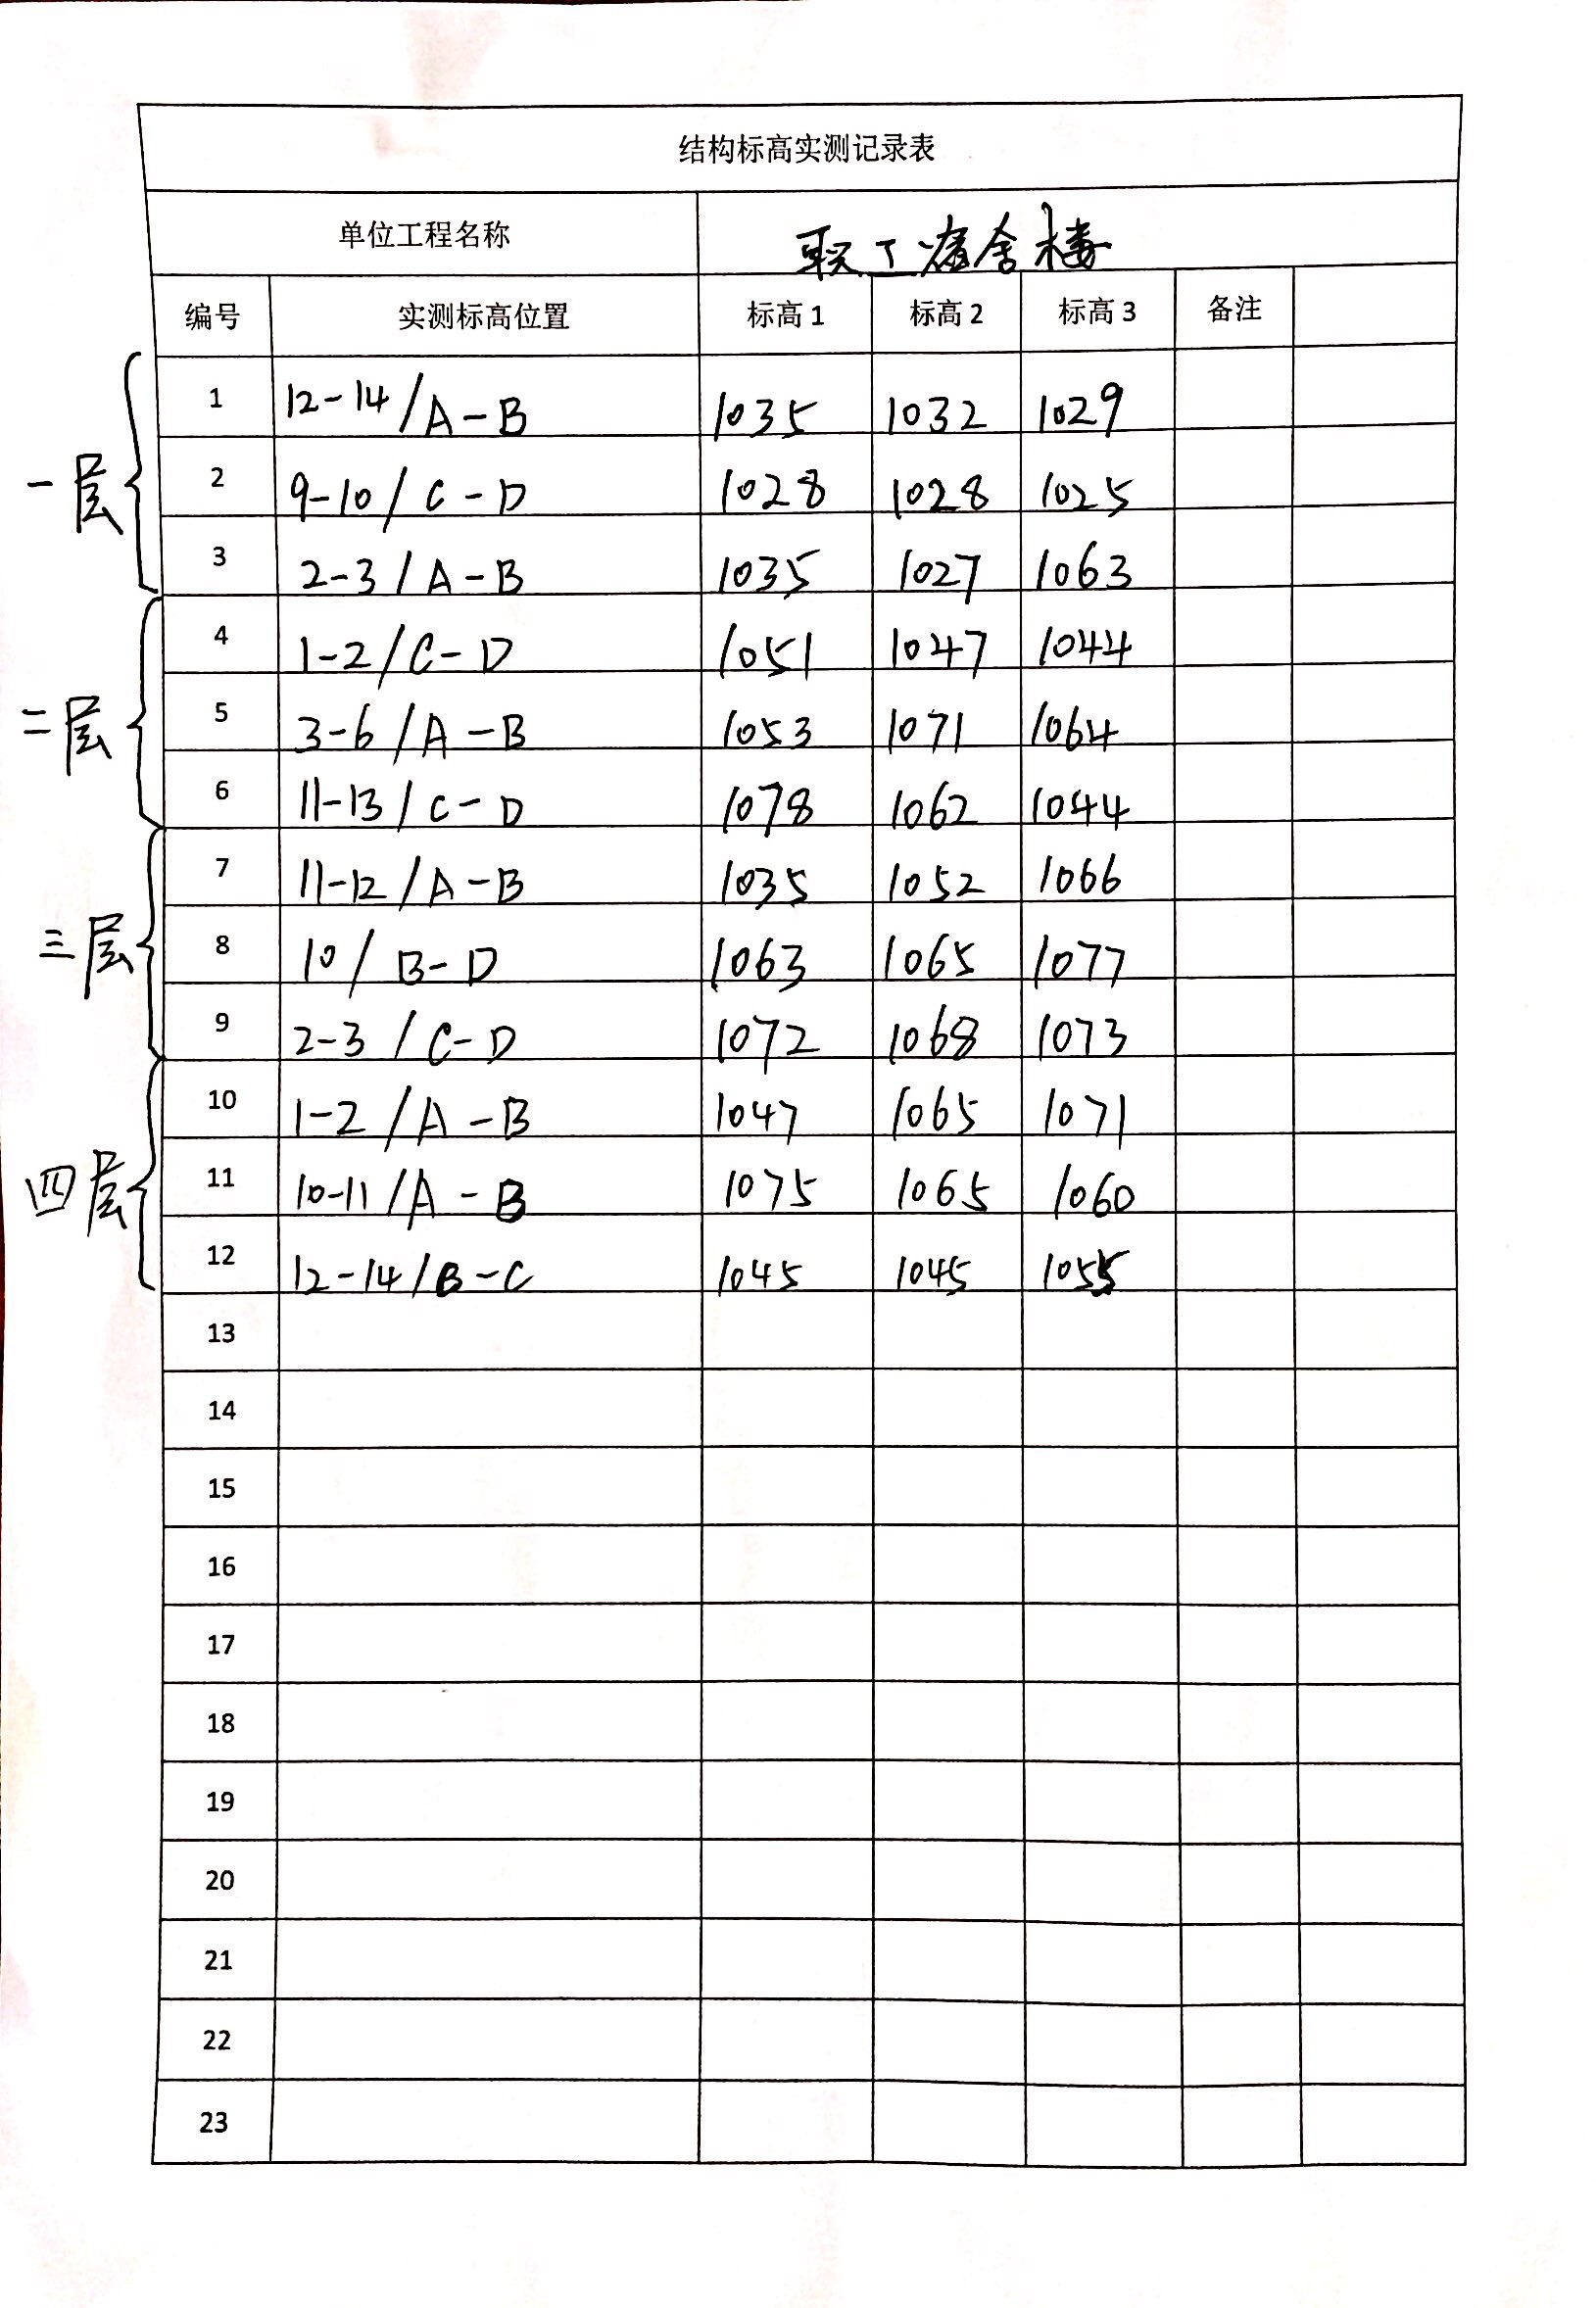 结构标高实测记录表
单位工程名称 职工宿舍楼
编号 实测标高位置 标高1 标高2 标高3 备注
一层
1 12-14/A-B 1035 1032 1029
2 9-10/C-D 1028 1028 1025
3 2-3/A-B 1035 1027 1063
二层
4 1-2/C-D 1051 1047 1044
5 3-6/A-B 1053 1071 1064
6 11-13/C-D 1078 1062 1044
三层
7 11-12/A-B 1035 1052 1066
8 10/B-D 1063 1065 1077
9 2-3/C-D 1072 1068 1073
四层
10 1-2/A-B 1047 1065 1071
11 10-11/A-B 1075 1065 1060
12 12-14/B-C 1045 1045 1055
13
14
15
16
17
18
19
20
21
22
23